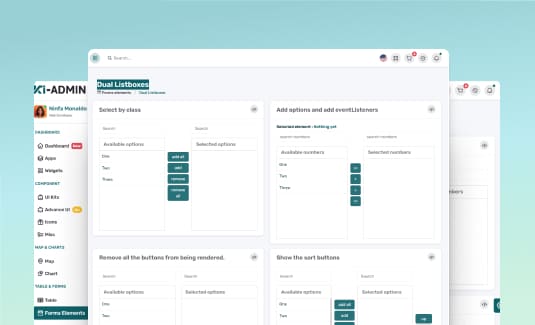 Search...
Dual Listboxes
Forms elements
Dual Listboxes
Ki-ADMIN
Ninfa Monaldo
DASHBOARD
Dashboard
Apps
Widgets
COMPONENT
UI Kits
Advance UI
Icons
Misc
MAP & CHARTS
Map
Chart
TABLE & FORMS
Table
Forms Elements
Select by class
Search
Search
Available options
Selected options
One
Two
Three
add all
add
remove
remove all
Add options and add eventListeners
Selected element : Nothing yet
Search numbers
Search numbers
Available numbers
Selected numbers
One
Two
Three
Remove all the buttons from being rendered.
Search
Search
Available options
Selected options
One
Two
Show the sort buttons
Search
Search
Available options
Selected options
One
Two
add all
add
up